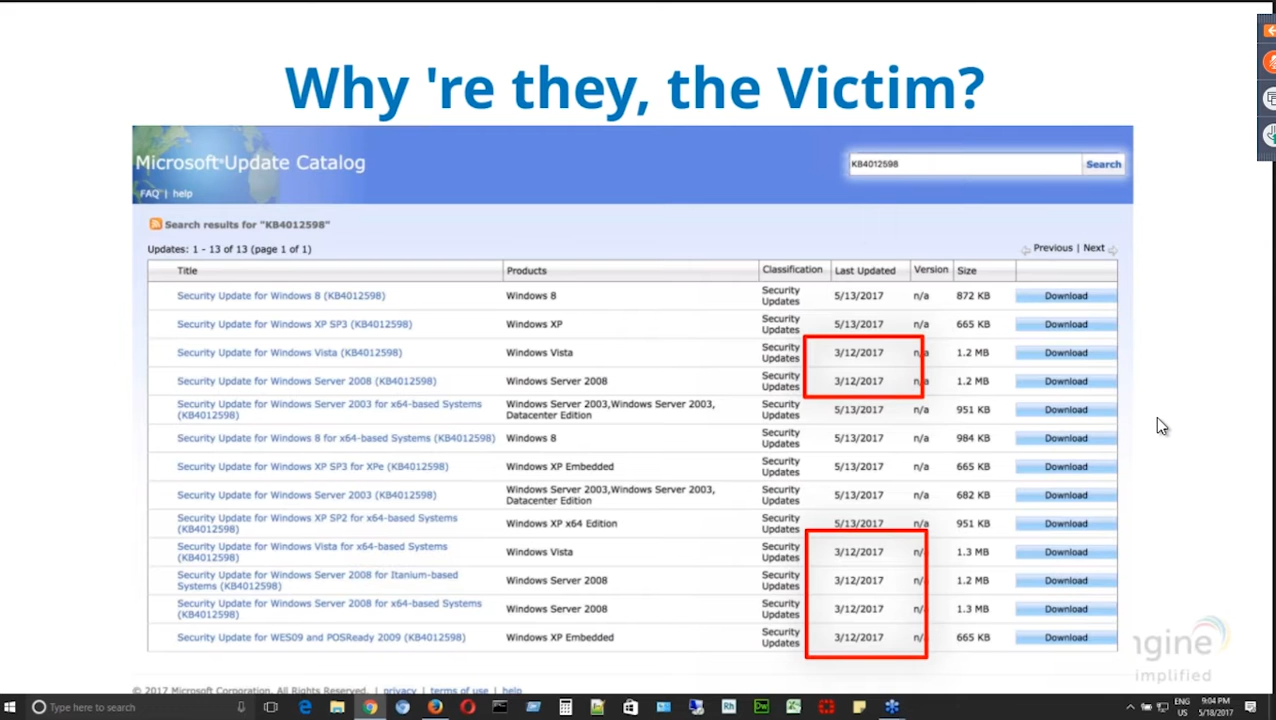 Why 're they, the Victim?
Microsoft Update Catalog
KB4012598
Search
FAQ | help
Search results for "KB4012598"
Updates: 1 - 13 of 13 (page 1 of 1)
Previous | Next
Title Products Classification Last Updated Version Size
Security Update for Windows 8 (KB4012598) Windows 8 Security Updates 5/13/2017 n/a 872 KB Download
Security Update for Windows XP SP3 (KB4012598) Windows XP Security Updates 5/13/2017 n/a 665 KB Download
Security Update for Windows Vista (KB4012598) Windows Vista Security Updates 3/12/2017 n/a 1.2 MB Download
Security Update for Windows Server 2008 (KB4012598) Windows Server 2008 Security Updates 3/12/2017 n/a 1.2 MB Download
Security Update for Windows Server 2003 for x64-based Systems (KB4012598) Windows Server 2003,Windows Server 2003, Datacenter Edition Security Updates 5/13/2017 n/a 951 KB Download
Security Update for Windows 8 for x64-based Systems (KB4012598) Windows 8 Security Updates 5/13/2017 n/a 984 KB Download
Security Update for Windows XP SP3 for XPe (KB4012598) Windows XP Embedded Security Updates 5/13/2017 n/a 665 KB Download
Security Update for Windows Server 2003 (KB4012598) Windows Server 2003,Windows Server 2003, Datacenter Edition Security Updates 5/13/2017 n/a 682 KB Download
Security Update for Windows XP SP2 for x64-based Systems (KB4012598) Windows XP x64 Edition Security Updates 5/13/2017 n/a 951 KB Download
Security Update for Windows Vista for x64-based Systems (KB4012598) Windows Vista Security Updates 3/12/2017 n/ 1.3 MB Download
Security Update for Windows Server 2008 for Itanium-based Systems (KB4012598) Windows Server 2008 Security Updates 3/12/2017 n/ 1.2 MB Download
Security Update for Windows Server 2008 for x64-based Systems (KB4012598) Windows Server 2008 Security Updates 3/12/2017 n/ 1.3 MB Download
Security Update for WES09 and POSReady 2009 (KB4012598) Windows XP Embedded Security Updates 3/12/2017 n/ 665 KB Download
© 2017 Microsoft Corporation. All Rights Reserved. | privacy | terms of use | help
ngine
implified
Type here to search
Rh
Dw
ENG
US
9:04 PM
5/18/2017